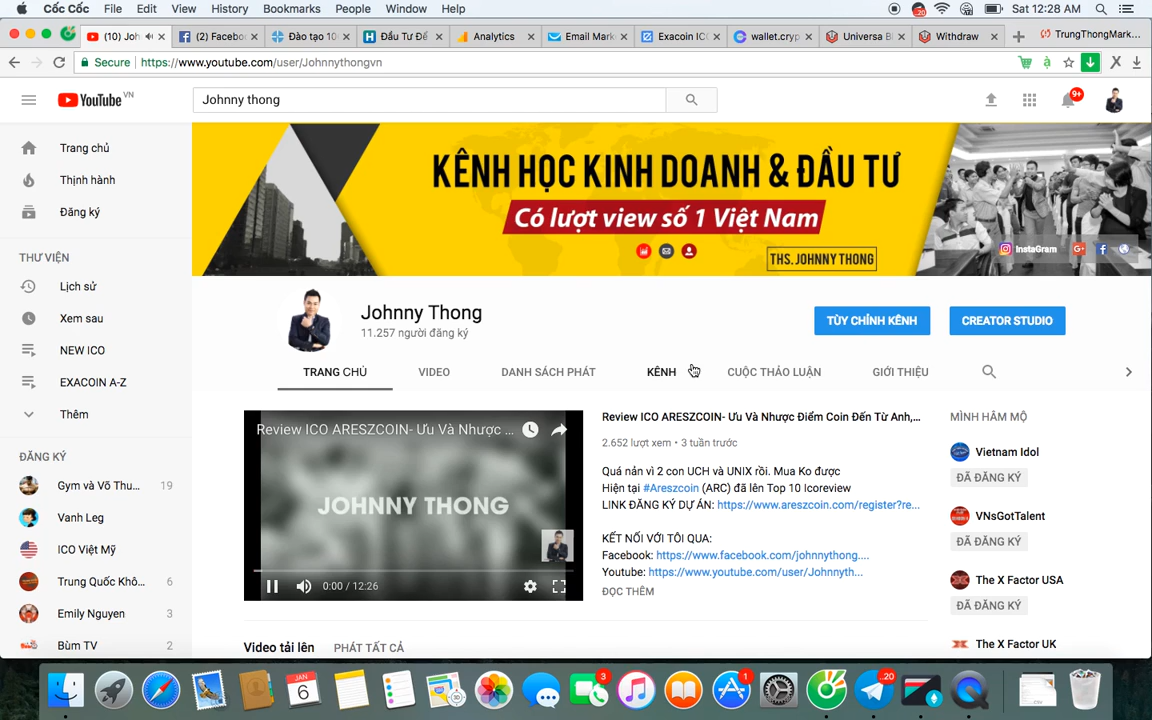 Cốc Cốc File Edit View History Bookmarks People Window Help
20
Sat 12:28 AM
(10) Joh
(2) Facebo
Đào tạo 10
Đầu Tư Để
Analytics
Email Mark
Exacoin IC
wallet.cryp
Universa Bl
Withdraw
TrungThongMark...
Secure https://www.youtube.com/user/Johnnythongvn
YouTube VN
Johnny thong
9+
Trang chủ
Thịnh hành
Đăng ký
THƯ VIỆN
Lịch sử
Xem sau
NEW ICO
EXACOIN A-Z
Thêm
ĐĂNG KÝ
Gym và Võ Thu... 19
Vanh Leg
ICO Việt Mỹ
Trung Quốc Khô... 6
Emily Nguyen 3
Bùm TV 2
KÊNH HỌC KINH DOANH & ĐẦU TƯ
Có lượt view số 1 Việt Nam
THS. JOHNNY THONG
InstaGram
Johnny Thong
11.257 người đăng ký
TÙY CHỈNH KÊNH
CREATOR STUDIO
TRANG CHỦ VIDEO DANH SÁCH PHÁT KÊNH CUỘC THẢO LUẬN GIỚI THIỆU
Review ICO ARESZCOIN- Ưu Và Nhược ...
JOHNNY THONG
0:00 / 12:26
Review ICO ARESZCOIN- Ưu Và Nhược Điểm Coin Đến Từ Anh,...
2.652 lượt xem • 3 tuần trước
Quá nản vì 2 con UCH và UNIX rồi. Mua Ko được
Hiện tại #Areszcoin (ARC) đã lên Top 10 Icoreview
LINK ĐĂNG KÝ DỰ ÁN: https://www.areszcoin.com/register?re...
KẾT NỐI VỚI TÔI QUA:
Facebook: https://www.facebook.com/johnnythong....
Youtube: https://www.youtube.com/user/Johnnyth...
ĐỌC THÊM
MÌNH HÂM MỘ
Vietnam Idol
ĐÃ ĐĂNG KÝ
VNsGotTalent
ĐÃ ĐĂNG KÝ
The X Factor USA
ĐÃ ĐĂNG KÝ
The X Factor UK
Video tải lên PHÁT TẤT CẢ
JAN
6
3
1
20